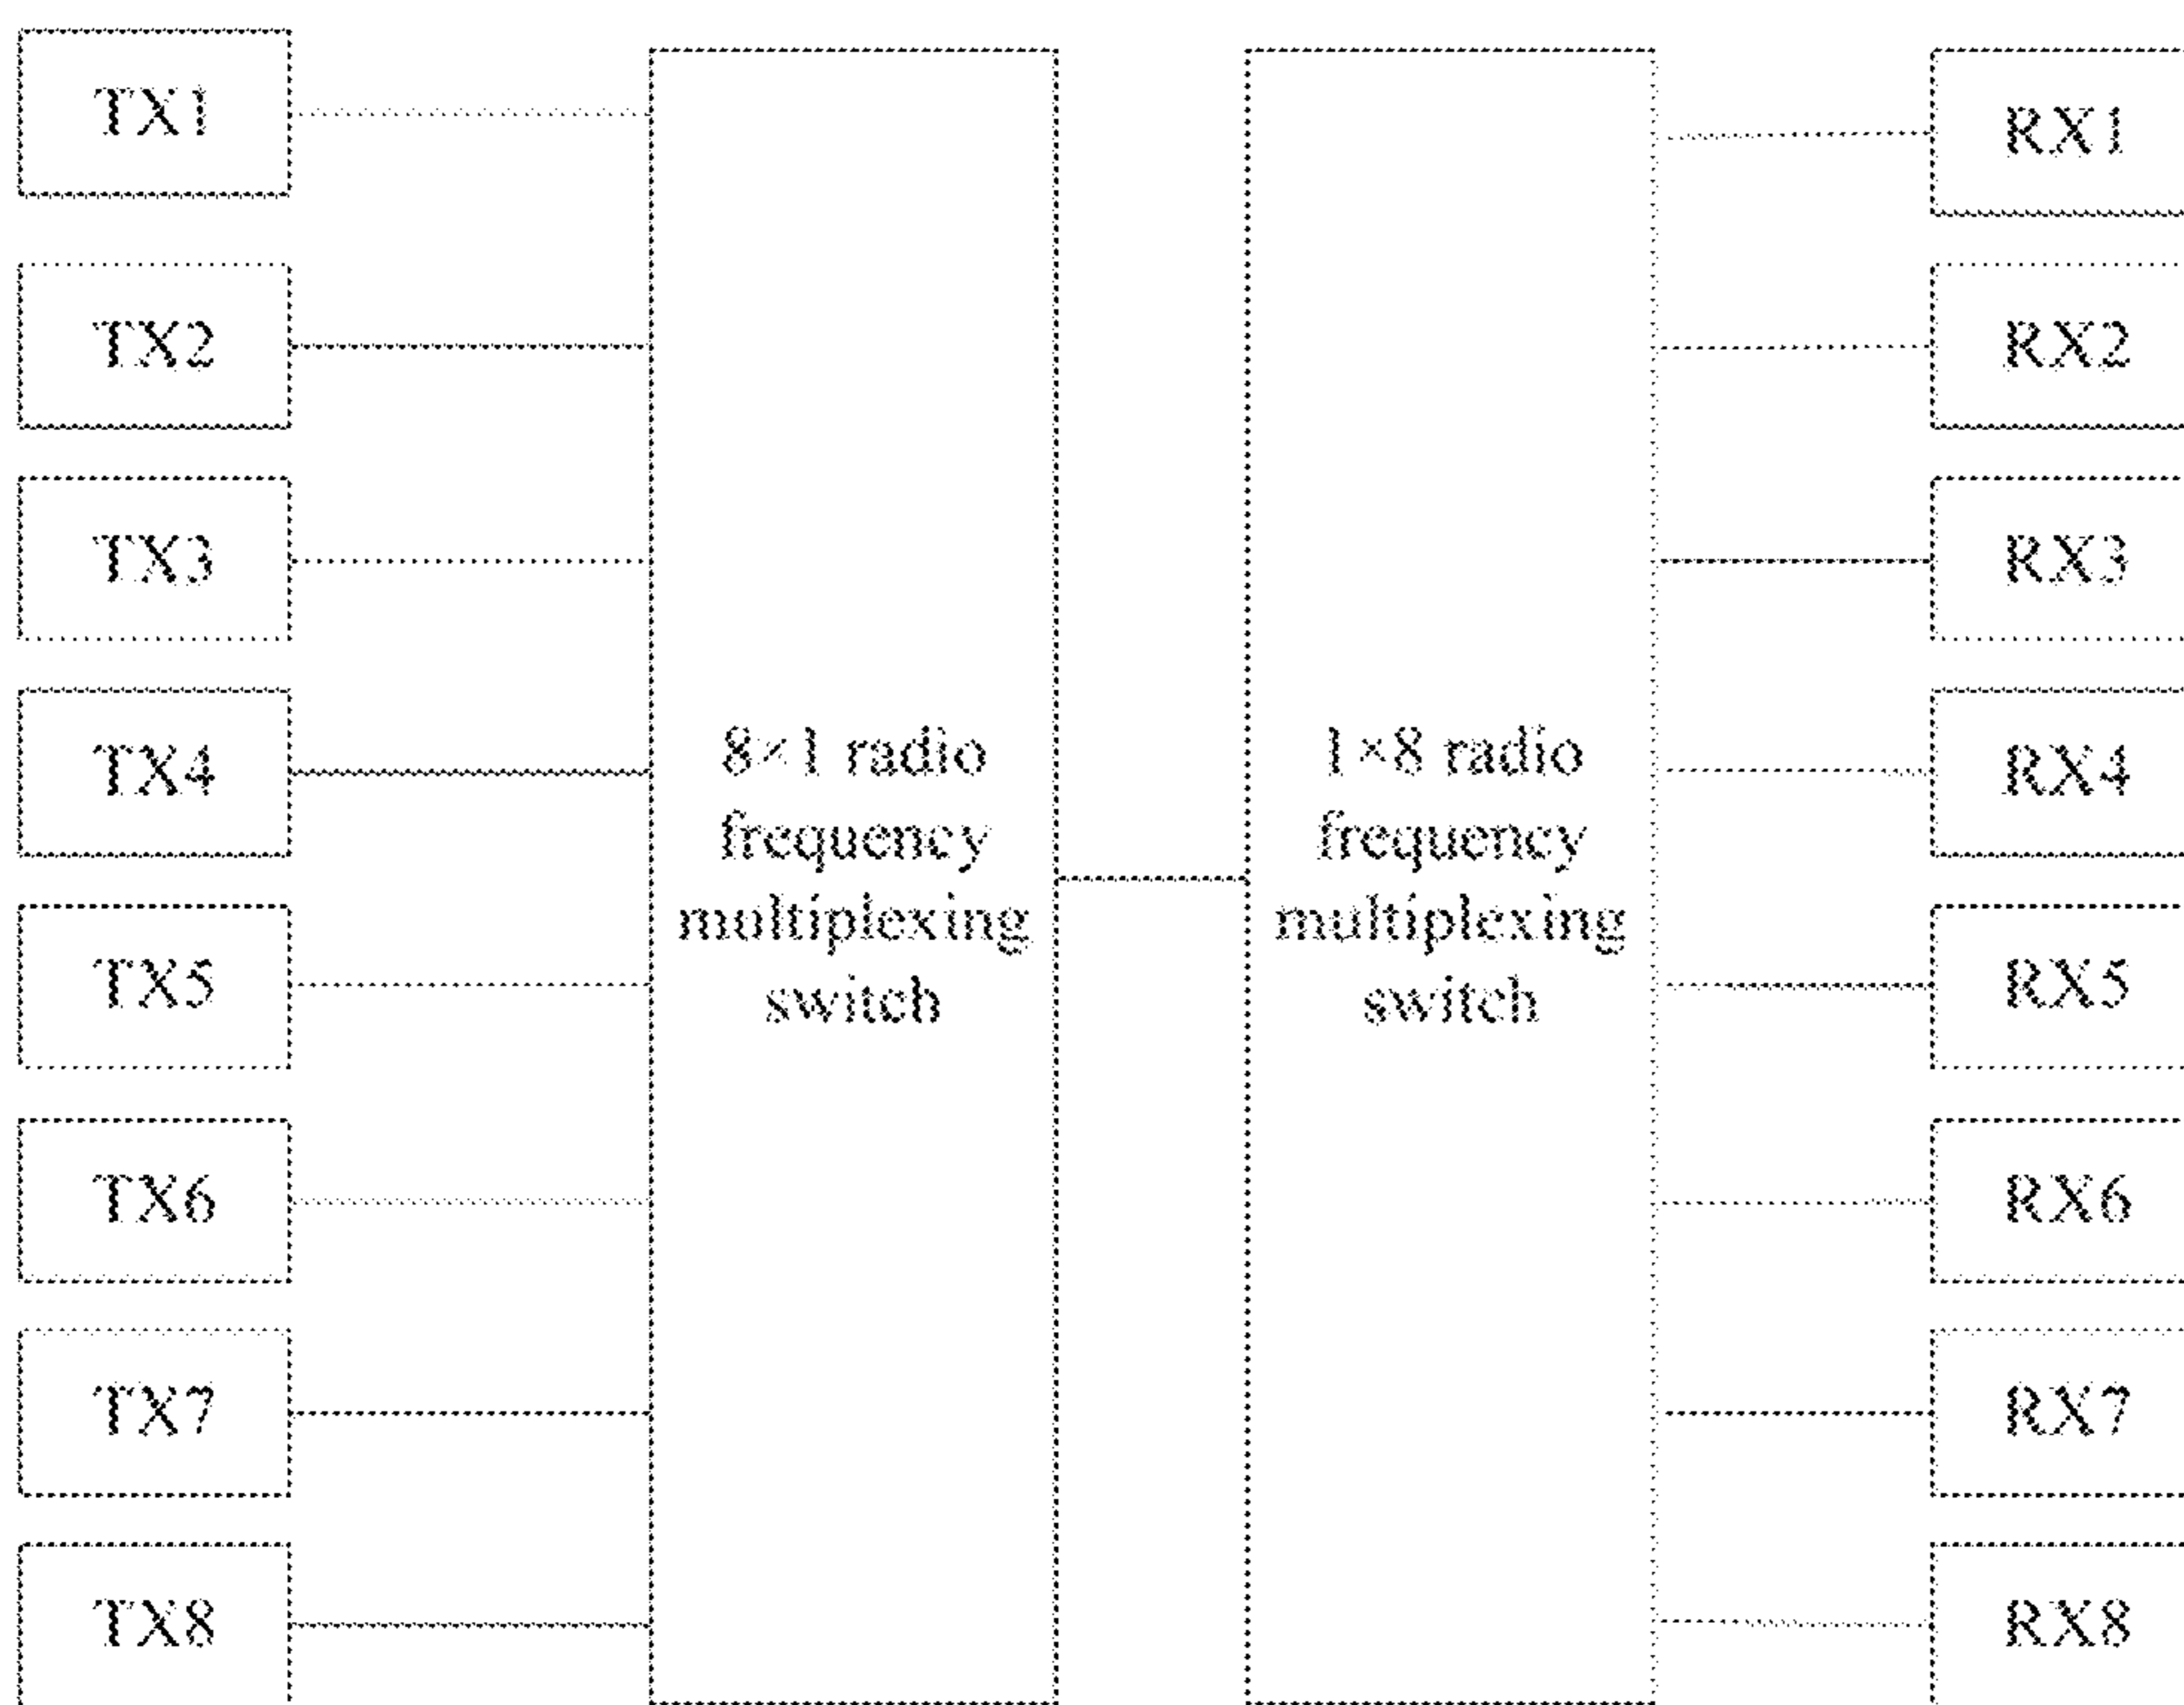 TX1
TX2
TX3
TX4
TX5
TX6
TX7
TX8
8×1 radio
frequency
multiplexing
switch
1×8 radio
frequency
multiplexing
switch
RX1
RX2
RX3
RX4
RX5
RX6
RX7
RX8